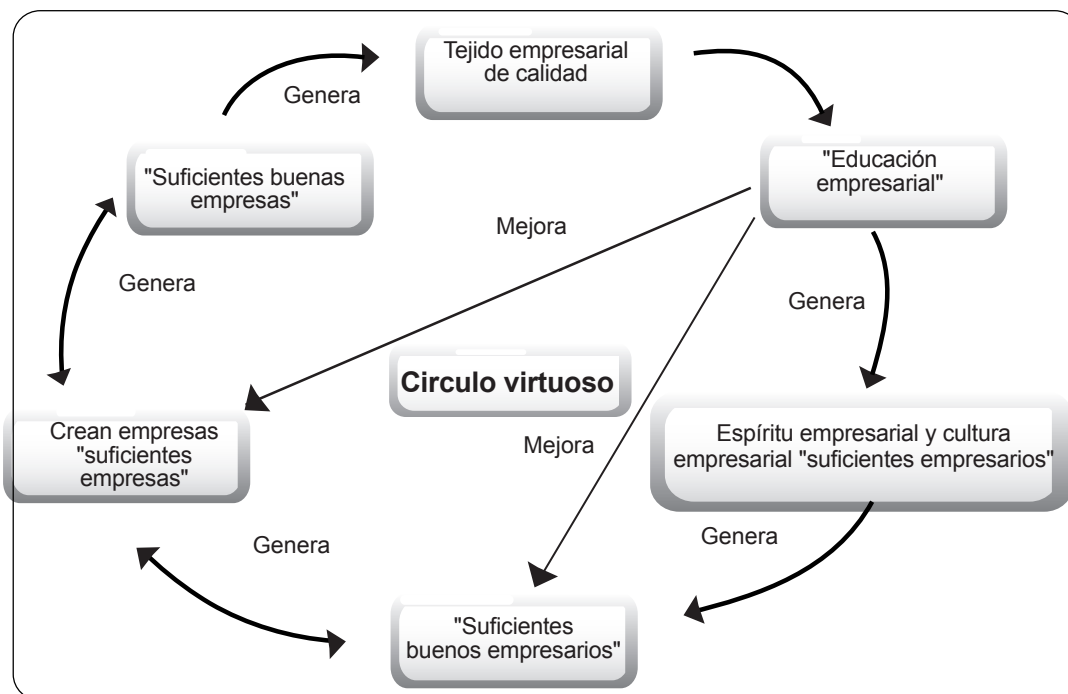 Tejido empresarial
de calidad
Genera
"Suficientes buenas
empresas"
"Educación
empresarial"
Mejora
Genera
Genera
Circulo virtuoso
Crean empresas
"suficientes
empresas"
Mejora
Espíritu empresarial y cultura
empresarial "suficientes empresarios"
Genera
Genera
"Suficientes
buenos empresarios"